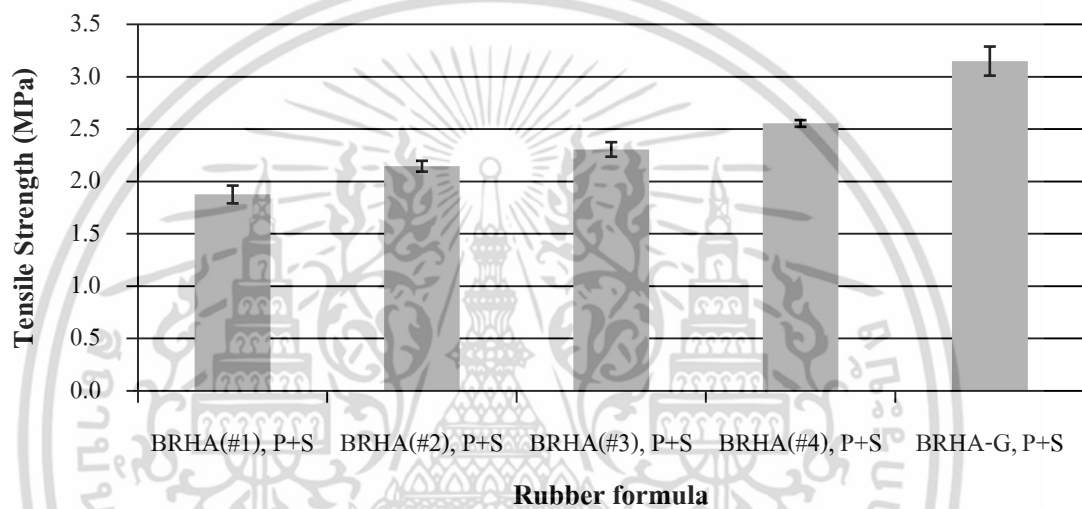 Tensile Strength (MPa)
3.5
3.0
2.5
2.0
1.5
1.0
0.5
0.0
BRHA(#1), P+S
BRHA(#2), P+S
BRHA(#3), P+S
BRHA(#4), P+S
BRHA-G, P+S
Rubber formula